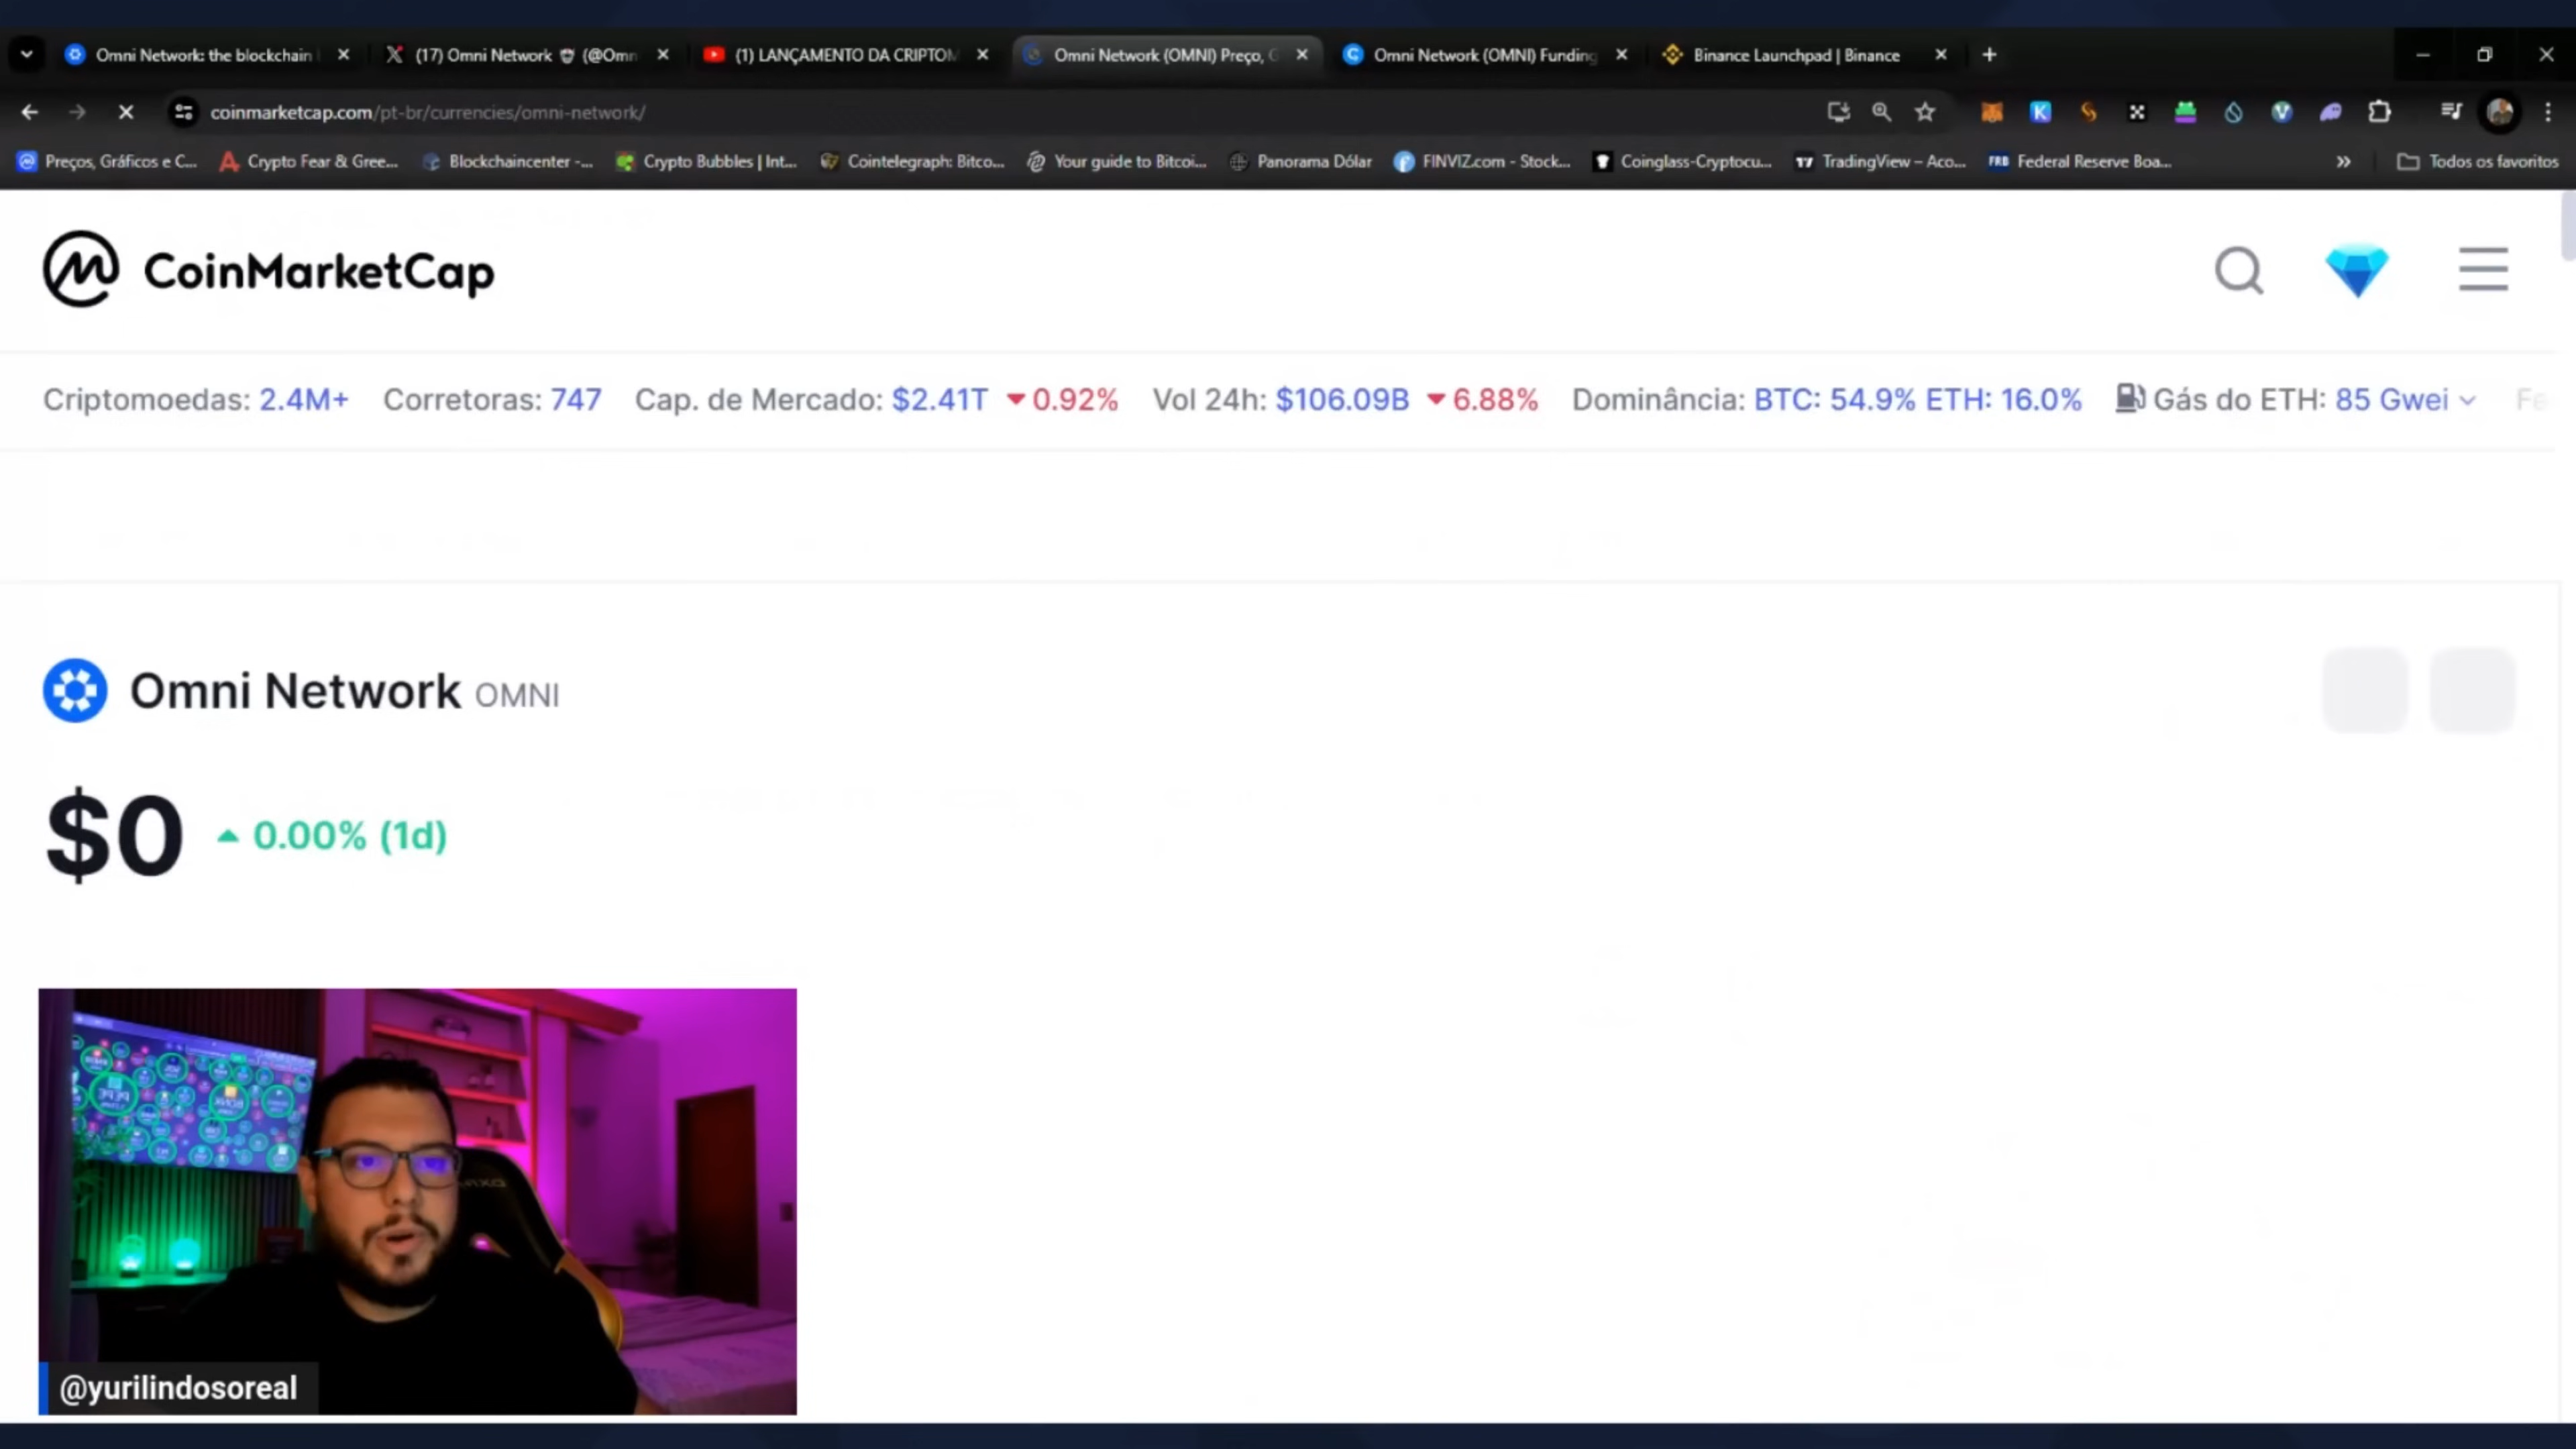 Omni Network: the blockchain
(17) Omni Network
(@Omn
(1) LANÇAMENTO DA CRIPTOM
Omni Network (OMNI) Preço, G
Omni Network (OMNI) Funding
Binance Launchpad | Binance
coinmarketcap.com/pt-br/currencies/omni-network/
Preços, Gráficos e C...
Crypto Fear & Gree...
Blockchaincenter -...
Crypto Bubbles | Int...
Cointelegraph: Bitco...
Your guide to Bitcoi...
Panorama Dólar
FINVIZ.com - Stock...
Coinglass-Cryptocu...
TradingView – Aco...
FRB
Federal Reserve Boa...
Todos os favoritos
CoinMarketCap
Criptomoedas: 2.4M+ Corretoras: 747 Cap. de Mercado: $2.41T 0.92% Vol 24h: $106.09B 6.88% Dominância: BTC: 54.9% ETH: 16.0% Gás do ETH: 85 Gwei Fe
Omni Network OMNI
$0 0.00% (1d)
@yurilindosoreal